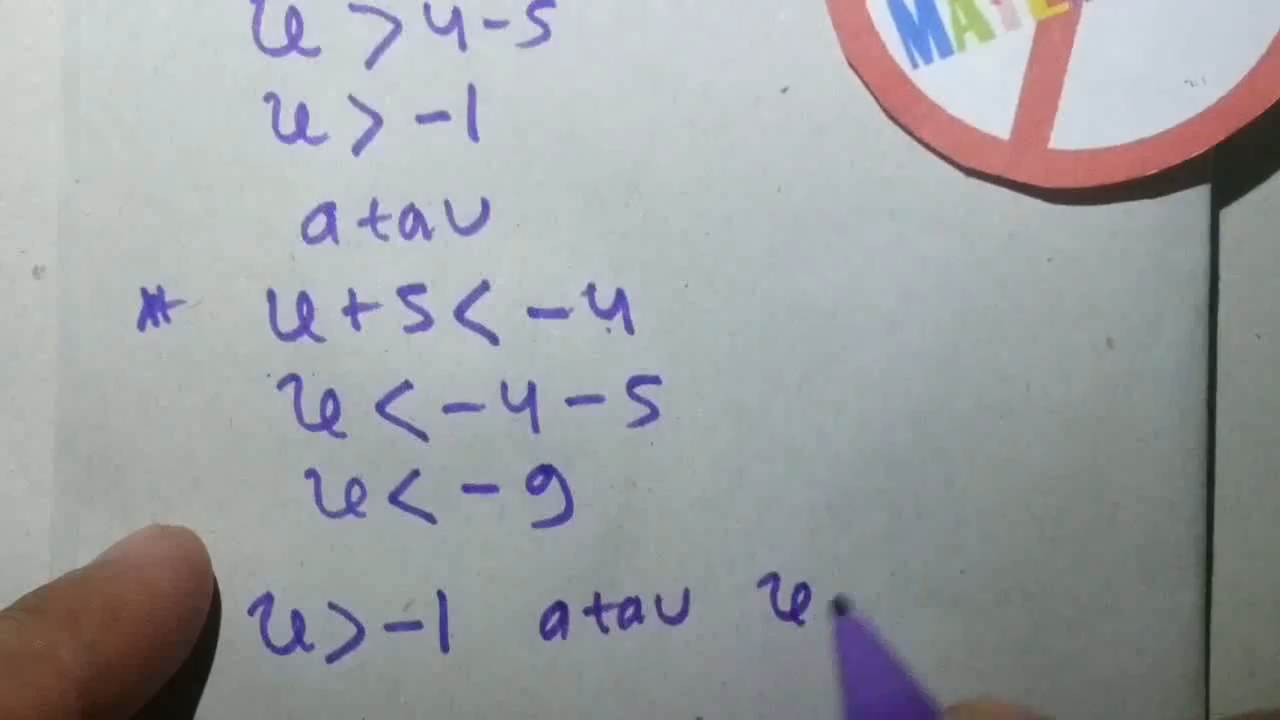 x > 4 - 5
x > -1
atau
* x + 5 < -4
x < -4 - 5
x < -9
x > -1 atau x